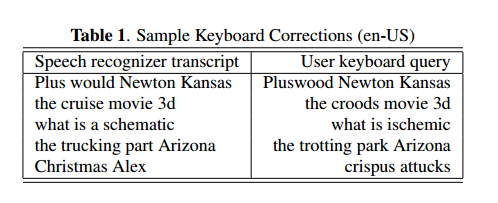 Table 1. Sample Keyboard Corrections (en-US)
Speech recognizer transcript User keyboard query
Plus would Newton Kansas Pluswood Newton Kansas
the cruise movie 3d the croods movie 3d
what is a schematic what is ischemic
the trucking part Arizona the trotting park Arizona
Christmas Alex crispus attucks